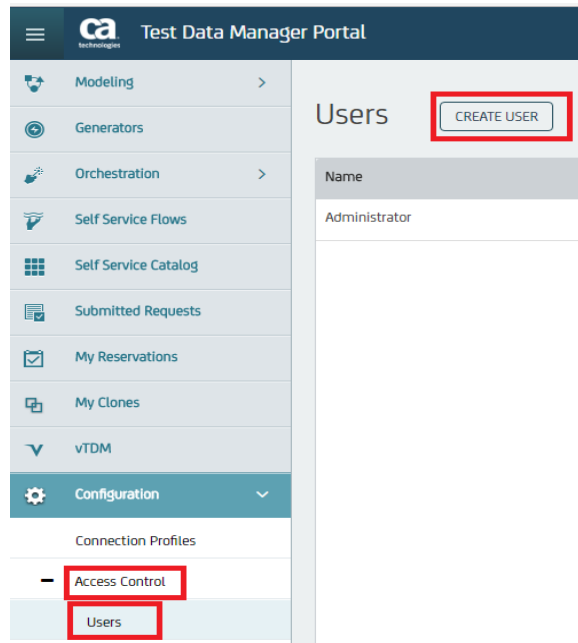 ca
technologies
Test Data Manager Portal
Modeling
Generators
Orchestration
Self Service Flows
Self Service Catalog
Submitted Requests
My Reservations
My Clones
vTDM
Configuration
Connection Profiles
Access Control
Users
Users
CREATE USER
Name
Administrator